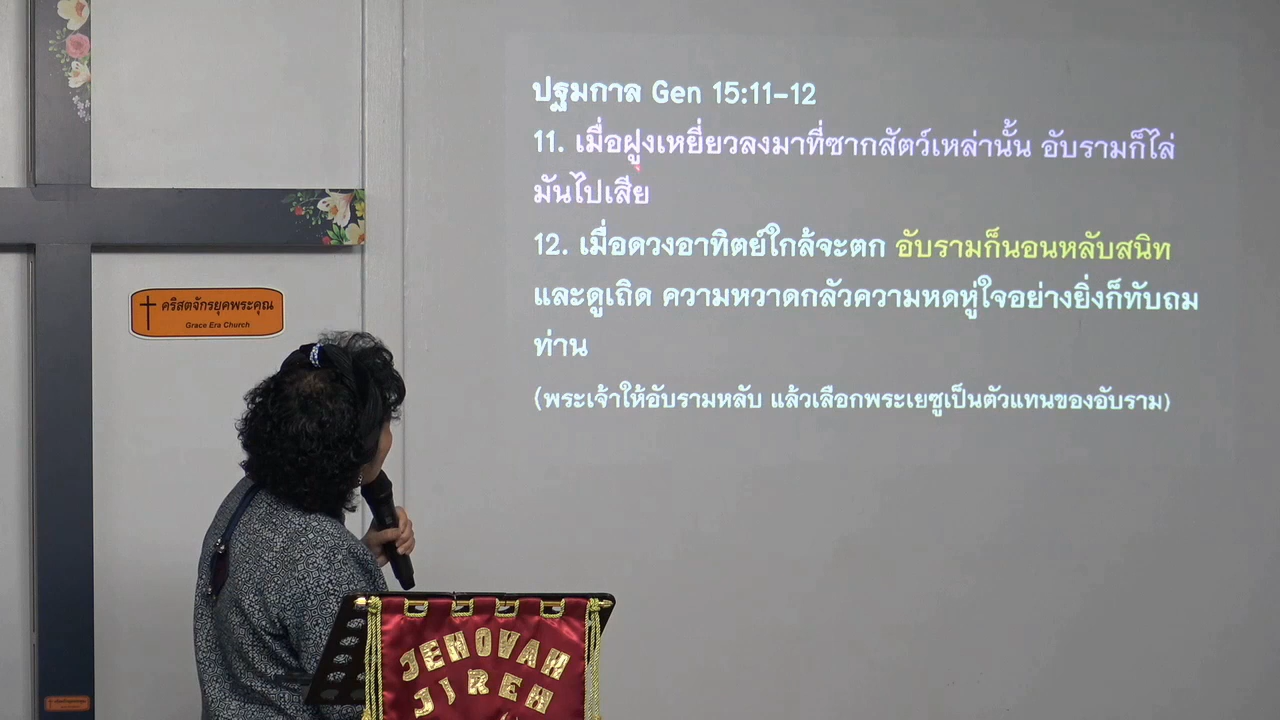 ปฐมกาล Gen 15:11-12
11. เมื่อฝูงเหยี่ยวลงมาที่ซากสัตว์เหล่านั้น อับรามก็ไล่
มันไปเสีย
12. เมื่อดวงอาทิตย์ใกล้จะตก อับรามก็นอนหลับสนิท
และดูเถิด ความหวาดกลัวความหดหู่ใจอย่างยิ่งก็ทับถม
ท่าน
(พระเจ้าให้อับรามหลับ แล้วเลือกพระเยซูเป็นตัวแทนของอับราม)
คริสตจักรยุคพระคุณ
Grace Era Church
JEHOVAH
JIREH